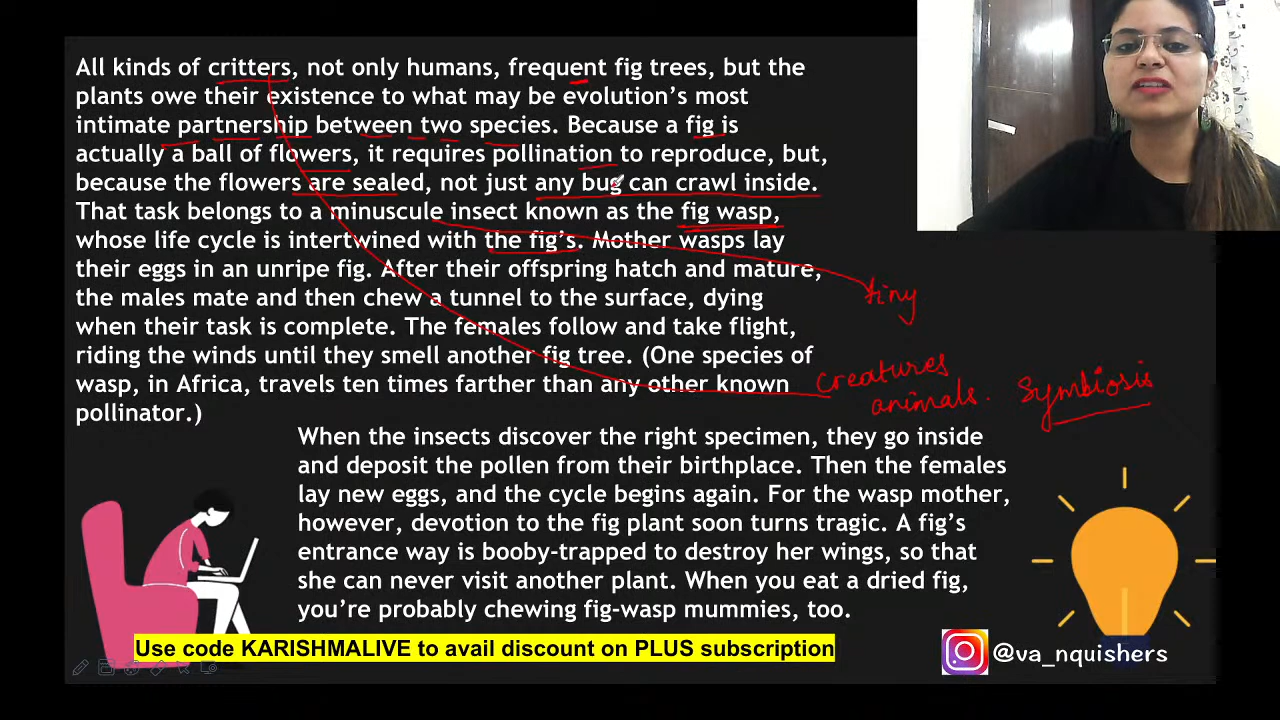 All kinds of critters, not only humans, frequent fig trees, but the
plants owe their existence to what may be evolution's most
intimate partnership between two species. Because a fig is
actually a ball of flowers, it requires pollination to reproduce, but,
because the flowers are sealed, not just any bug can crawl inside.
That task belongs to a minuscule insect known as the fig wasp,
whose life cycle is intertwined with the fig's. Mother wasps lay
their eggs in an unripe fig. After their offspring hatch and mature,
the males mate and then chew a tunnel to the surface, dying
when their task is complete. The females follow and take flight,
riding the winds until they smell another fig tree. (One species of
wasp, in Africa, travels ten times farther than any other known
pollinator.)
tiny
creatures
animals.
Symbiosis
When the insects discover the right specimen, they go inside
and deposit the pollen from their birthplace. Then the females
lay new eggs, and the cycle begins again. For the wasp mother,
however, devotion to the fig plant soon turns tragic. A fig's
entrance way is booby-trapped to destroy her wings, so that
she can never visit another plant. When you eat a dried fig,
you're probably chewing fig-wasp mummies, too.
Use code KARISHMALIVE to avail discount on PLUS subscription
@va_nquishers